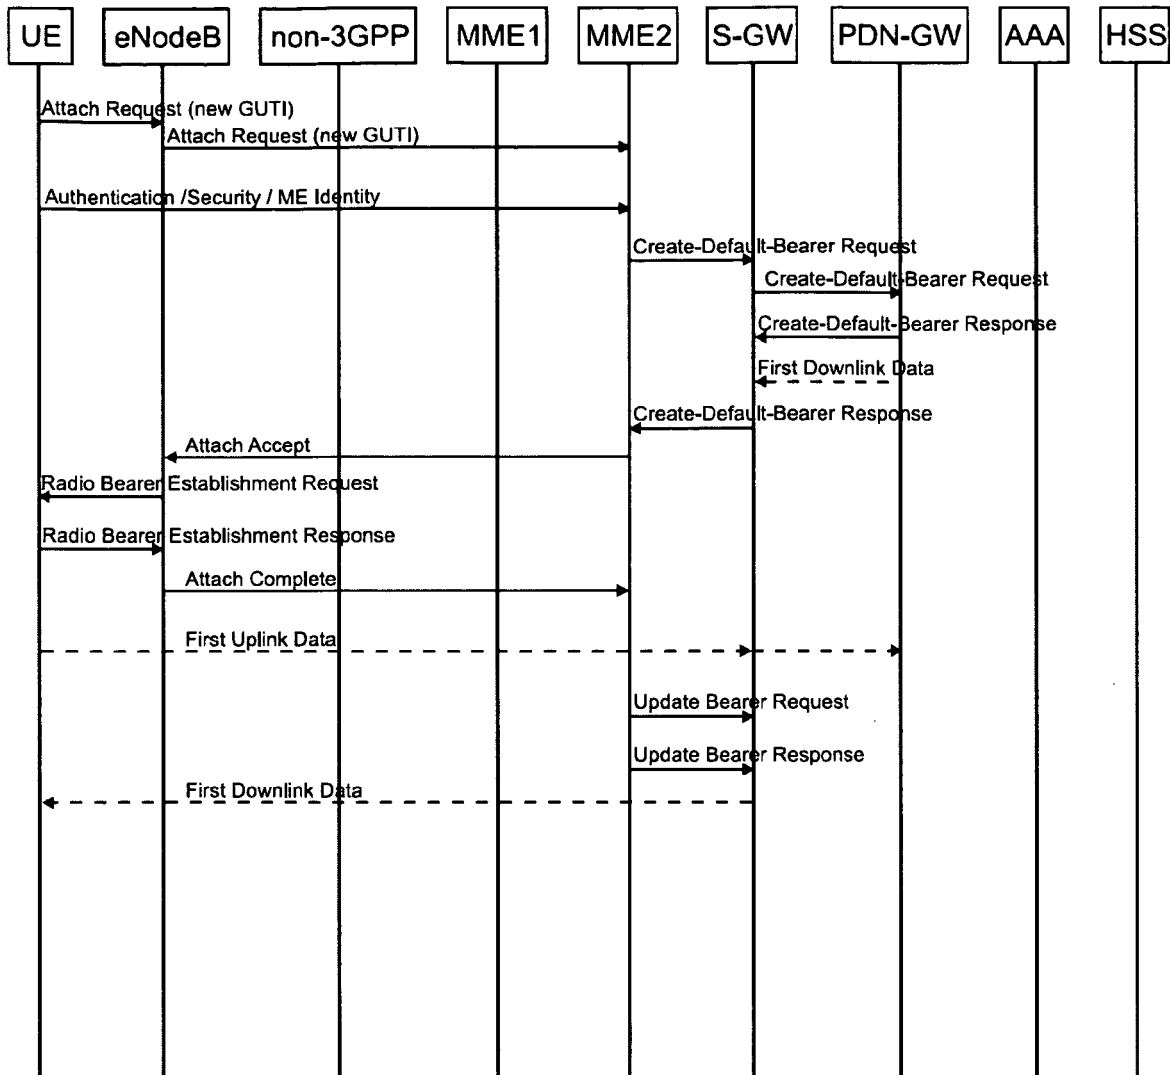 UE eNodeB non-3GPP MME1 MME2 S-GW PDN-GW AAA HSS
Attach Request (new GUTI)
Attach Request (new GUTI)
Authentication /Security / ME Identity
Create-Default-Bearer Request
Create-Default-Bearer Request
Create-Default-Bearer Response
First Downlink Data
Create-Default-Bearer Response
Attach Accept
Radio Bearer Establishment Request
Radio Bearer Establishment Response
Attach Complete
First Uplink Data
Update Bearer Request
Update Bearer Response
First Downlink Data